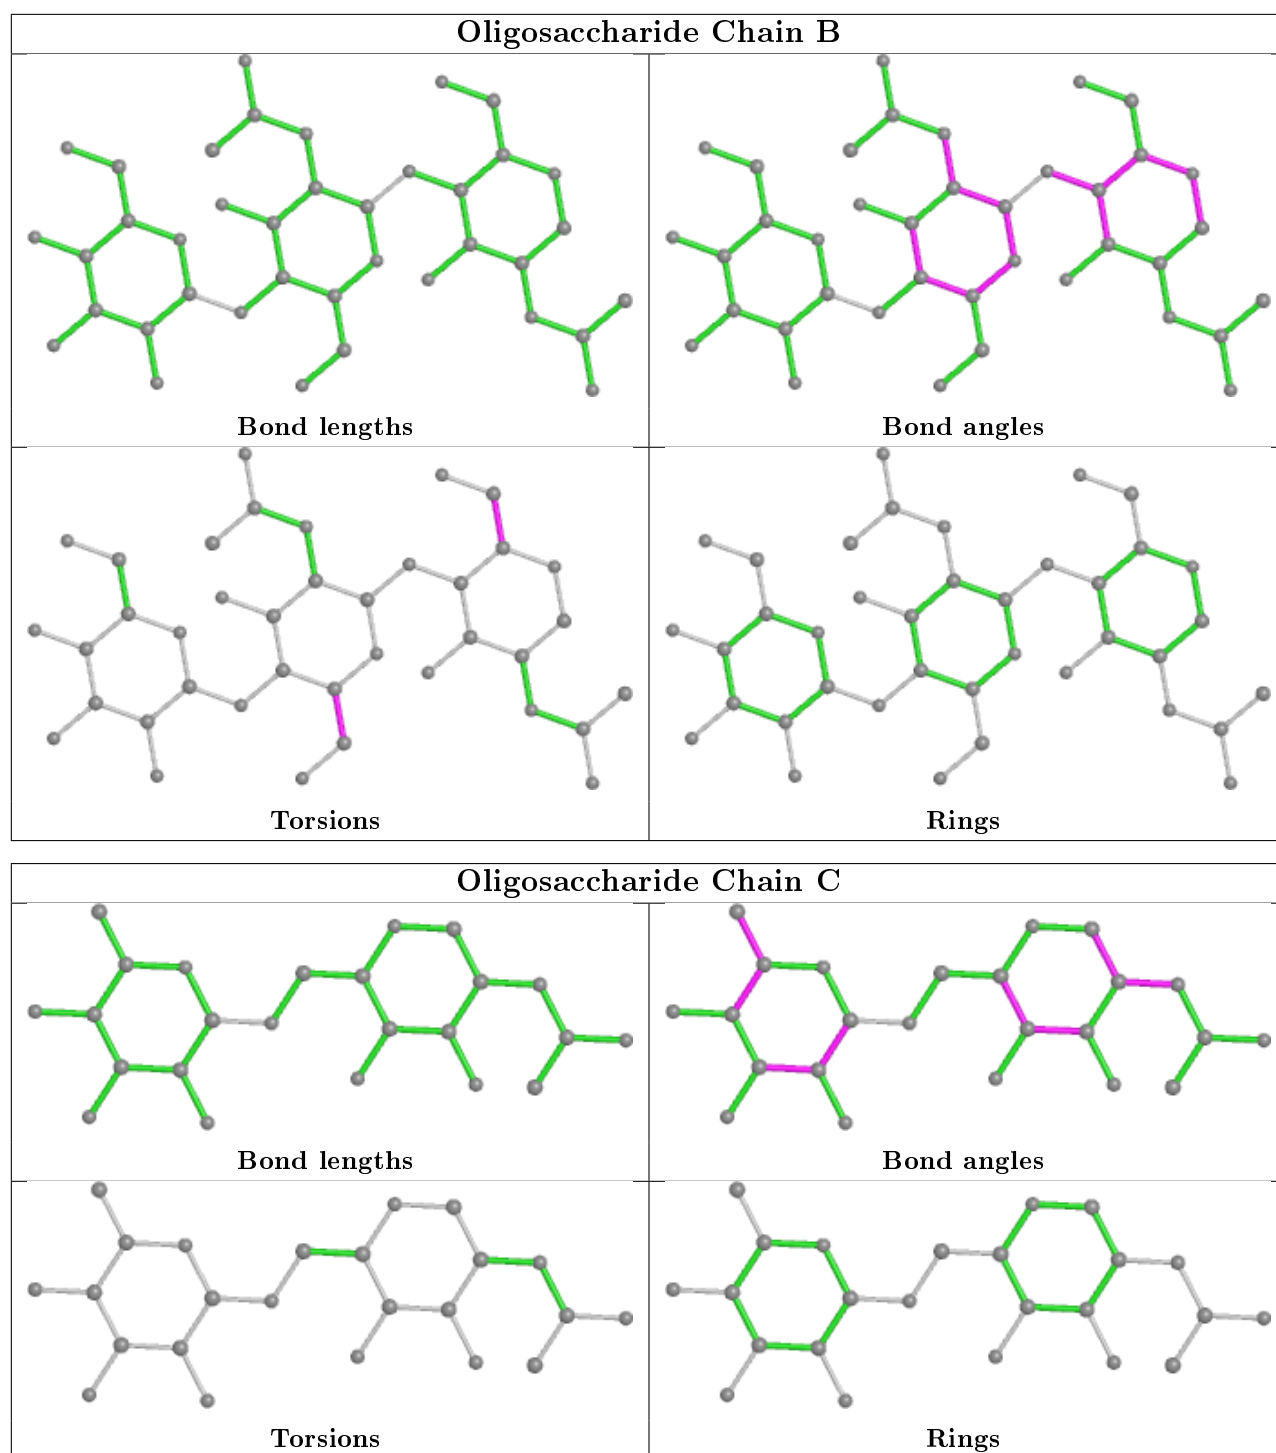 Oligosaccharide Chain B
Bond lengths
Bond angles
Torsions
Rings
Oligosaccharide Chain C
Bond lengths
Bond angles
Torsions
Rings